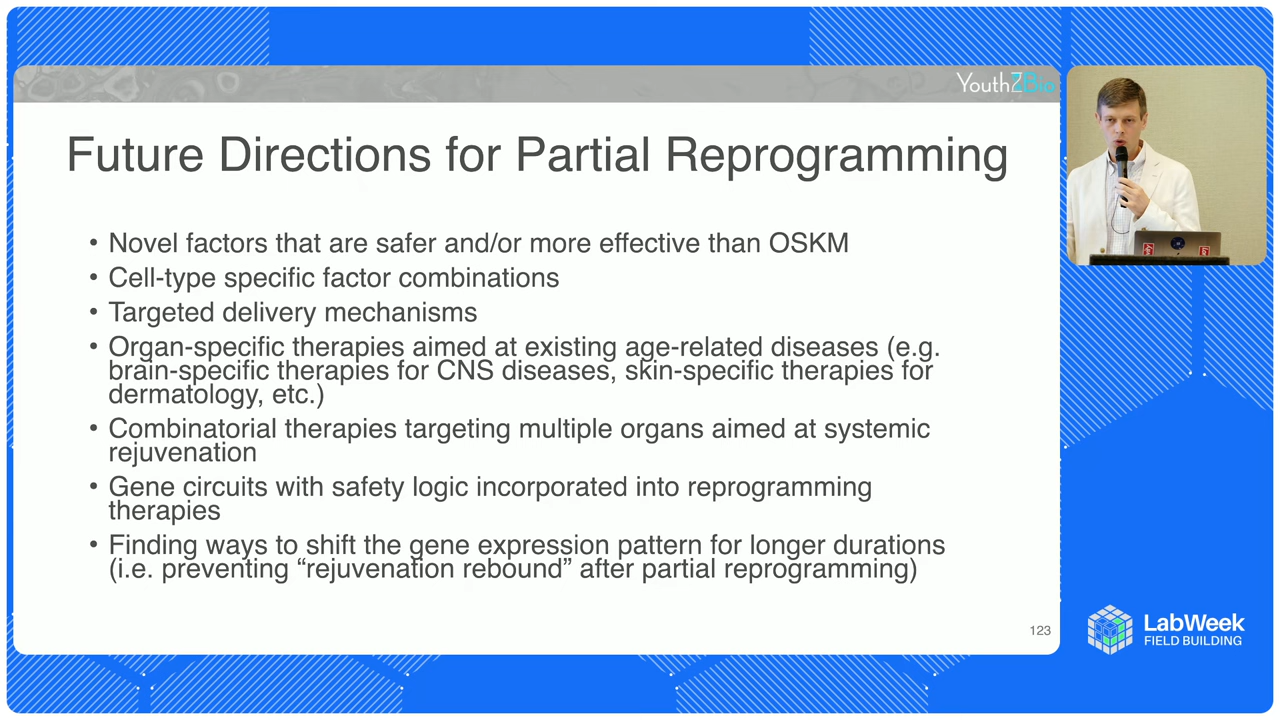 YouthBio
Future Directions for Partial Reprogramming
• Novel factors that are safer and/or more effective than OSKM
• Cell-type specific factor combinations
• Targeted delivery mechanisms
• Organ-specific therapies aimed at existing age-related diseases (e.g.
brain-specific therapies for CNS diseases, skin-specific therapies for
dermatology, etc.)
• Combinatorial therapies targeting multiple organs aimed at systemic
rejuvenation
• Gene circuits with safety logic incorporated into reprogramming
therapies
• Finding ways to shift the gene expression pattern for longer durations
(i.e. preventing “rejuvenation rebound” after partial reprogramming)
123
LabWeek
FIELD BUILDING